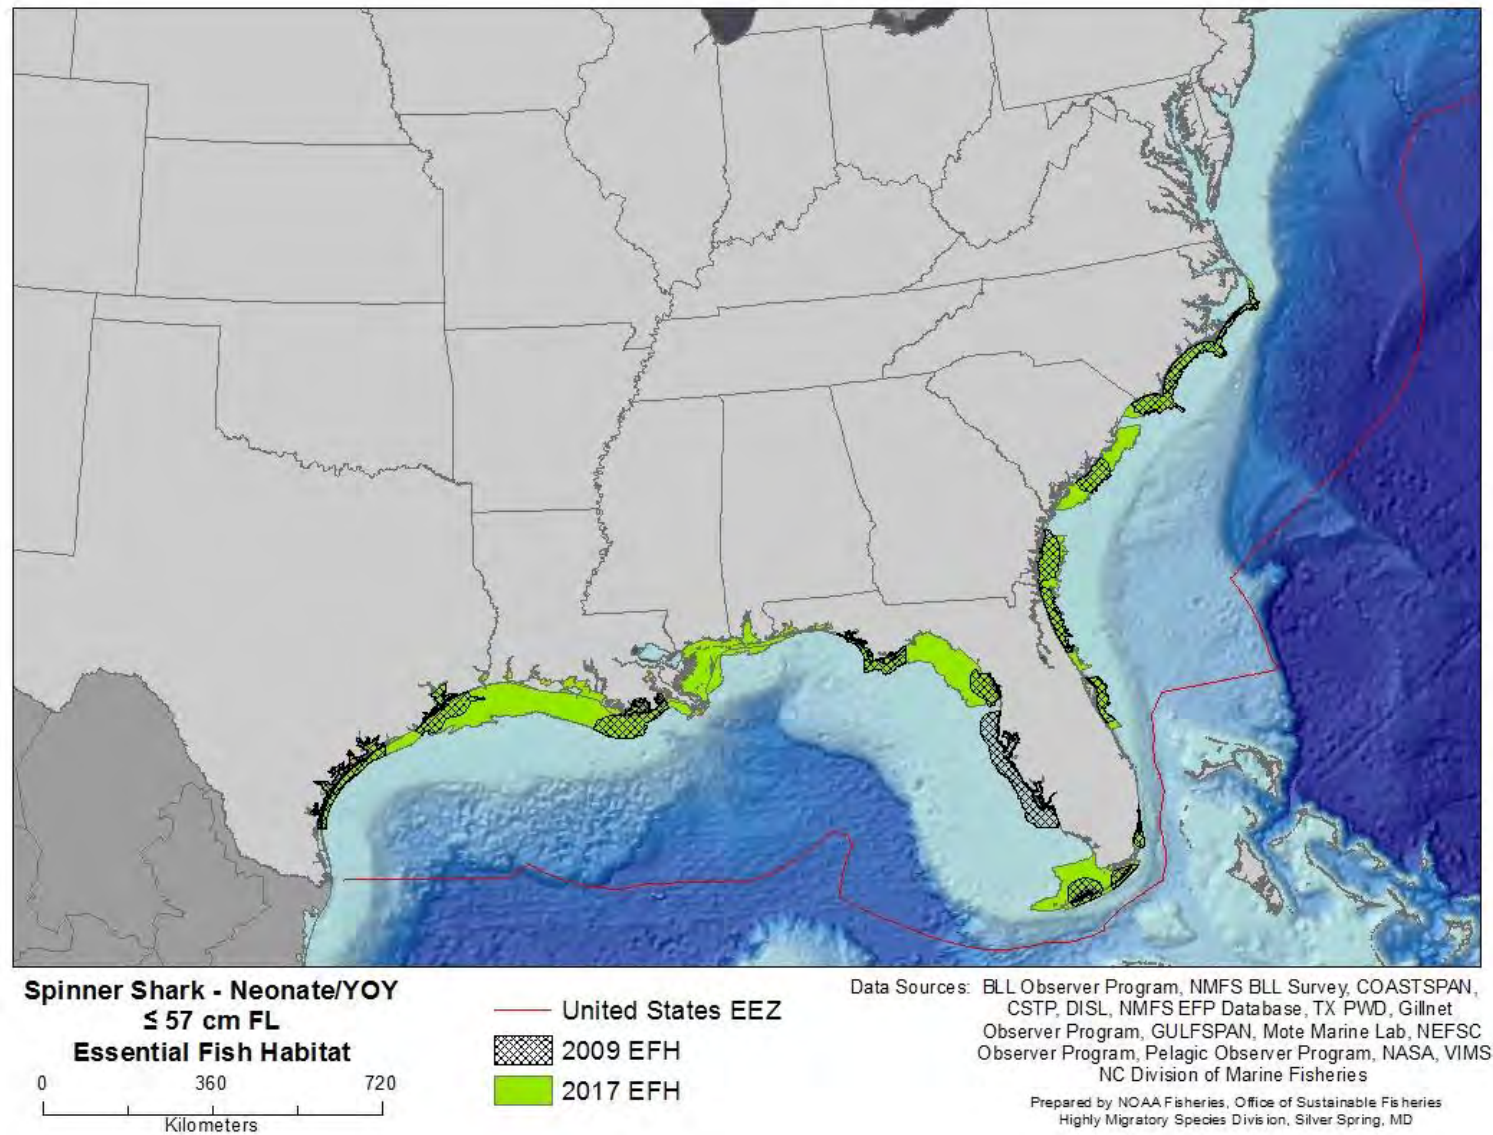 Spinner Shark - Neonate/YOY
≤ 57 cm FL
Essential Fish Habitat
0 360 720
Kilometers
United States EEZ
2009 EFH
2017 EFH
Data Sources: BLL Observer Program, NMFS BLL Survey, COASTSPAN,
CSTP, DISL, NMFS EFP Database, TX PWD, Gillnet
Observer Program, GULFSPAN, Mote Marine Lab, NEFSC
Observer Program, Pelagic Observer Program, NASA, VIMS
NC Division of Marine Fisheries
Prepared by NOAA Fisheries, Office of Sustainable Fisheries
Highly Migratory Species Division, Silver Spring, MD